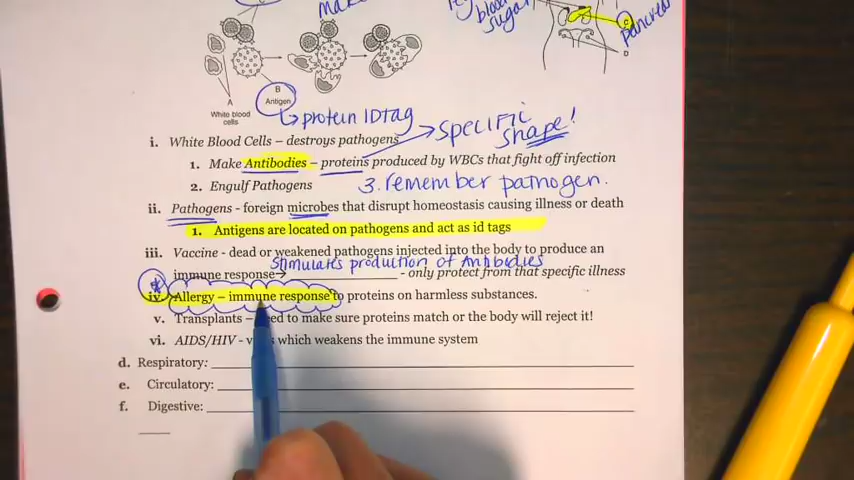 mak
blood
sugar
C
pancrea
D
A
B
Antigen
White blood
cells
protein ID tag
specific
shape!
i. White Blood Cells – destroys pathogens
1. Make Antibodies – proteins produced by WBCs that fight off infection
2. Engulf Pathogens
3. remember pathogen.
ii. Pathogens - foreign microbes that disrupt homeostasis causing illness or death
1. Antigens are located on pathogens and act as id tags
iii. Vaccine - dead or weakened pathogens injected into the body to produce an
stimulates production of Antibodies
immune response → - only protect from that specific illness
iv. Allergy – immune response to proteins on harmless substances.
v. Transplants – to make sure proteins match or the body will reject it!
vi. AIDS/HIV - which weakens the immune system
d. Respiratory:
e. Circulatory:
f. Digestive: